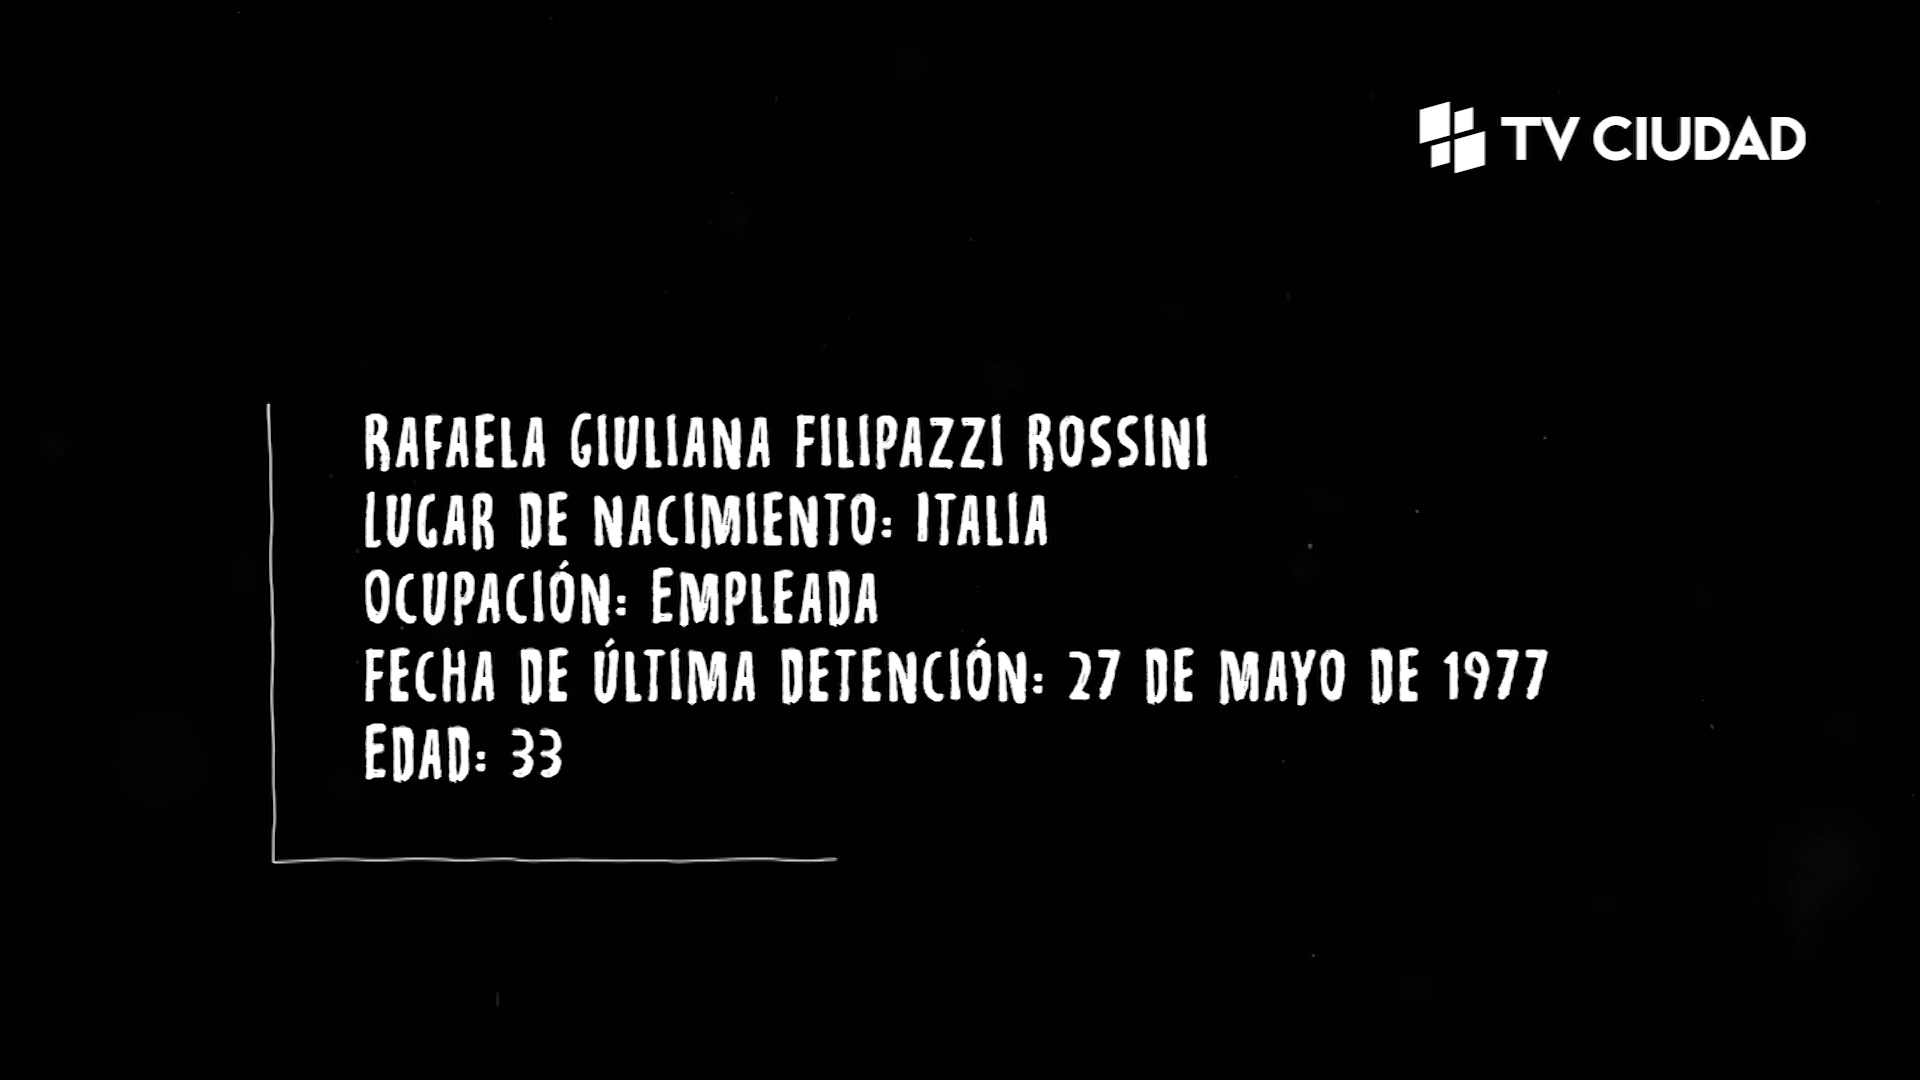 TV CIUDAD
RAFAELA GIULIANA FILIPAZZI ROSSINI
LUGAR DE NACIMIENTO: ITALIA
OCUPACIÓN: EMPLEADA
FECHA DE ÚLTIMA DETENCIÓN: 27 DE MAYO DE 1977
EDAD: 33